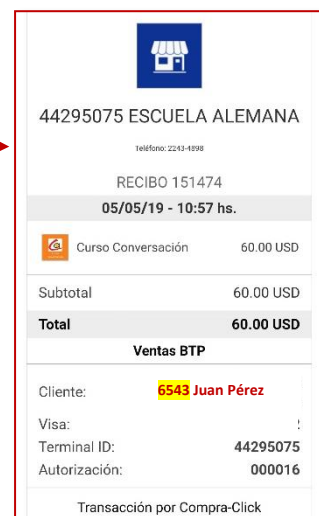 44295075 ESCUELA ALEMANA
Teléfono: 2243-4898
RECIBO 151474
05/05/19 - 10:57 hs.
Curso Conversación 60.00 USD
Subtotal 60.00 USD
Total 60.00 USD
Ventas BTP
Cliente: 6543 Juan Pérez
Visa:
Terminal ID: 44295075
Autorización: 000016
Transacción por Compra-Click